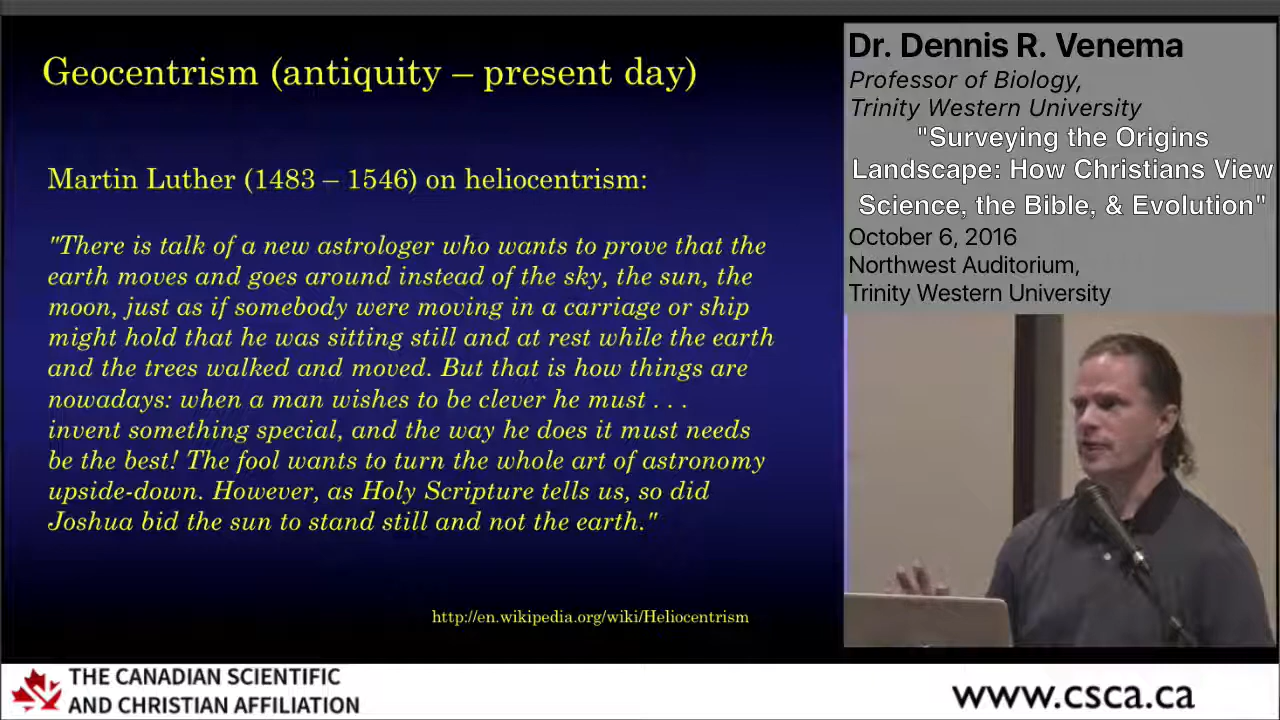 Geocentrism (antiquity – present day)
Martin Luther (1483 – 1546) on heliocentrism:
"There is talk of a new astrologer who wants to prove that the
earth moves and goes around instead of the sky, the sun, the
moon, just as if somebody were moving in a carriage or ship
might hold that he was sitting still and at rest while the earth
and the trees walked and moved. But that is how things are
nowadays: when a man wishes to be clever he must . . .
invent something special, and the way he does it must needs
be the best! The fool wants to turn the whole art of astronomy
upside-down. However, as Holy Scripture tells us, so did
Joshua bid the sun to stand still and not the earth."
http://en.wikipedia.org/wiki/Heliocentrism
Dr. Dennis R. Venema
Professor of Biology,
Trinity Western University
"Surveying the Origins
Landscape: How Christians View
Science, the Bible, & Evolution"
October 6, 2016
Northwest Auditorium,
Trinity Western University
THE CANADIAN SCIENTIFIC
AND CHRISTIAN AFFILIATION
www.csca.ca